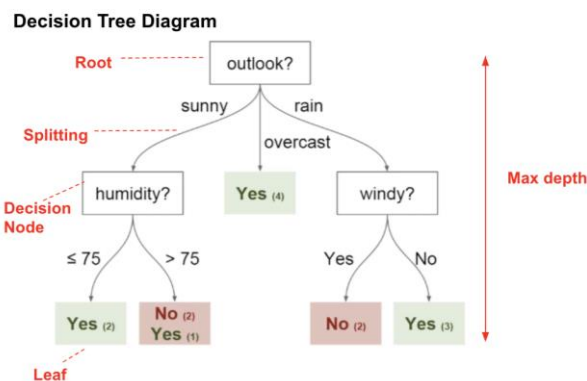 Decision Tree Diagram
Root
outlook?
sunny
rain
Splitting
overcast
humidity?
Yes (4)
windy?
Max depth
Decision
Node
≤ 75
> 75
Yes
No
Yes (2)
No (2)
Yes (1)
No (2)
Yes (3)
Leaf